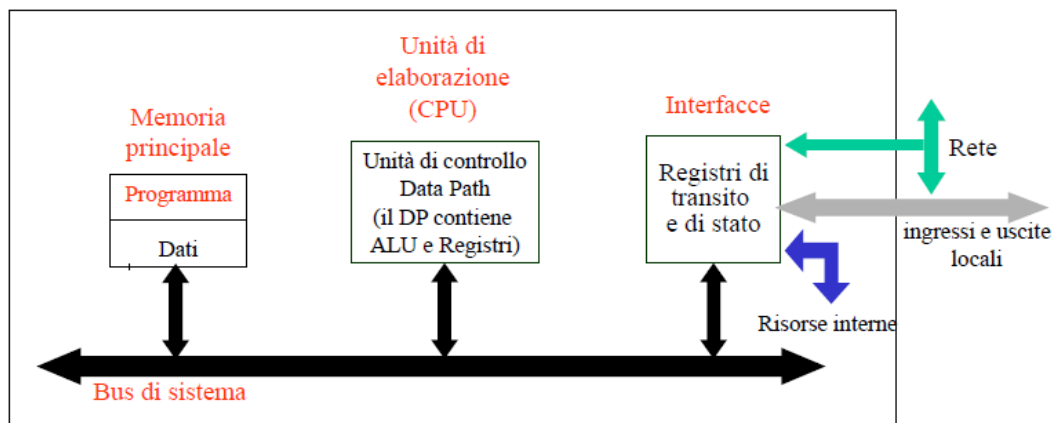 Unità di
elaborazione
(CPU)
Memoria
principale
Interfacce
Programma
Dati
Unità di controllo
Data Path
(il DP contiene
ALU e Registri)
Registri di
transito
e di stato
Rete
ingressi e uscite
locali
Risorse interne
Bus di sistema